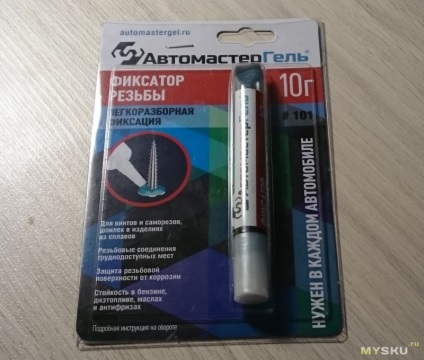 automastergel.ru
АвтомастерГель®
ФИКСАТОР
РЕЗЬБЫ
ЛЕГКОРАЗБОРНАЯ
ФИКСАЦИЯ
10г
# 101
АвтомастерГель
Для винтов и саморезов,
шпилек в изделиях
из сплавов
Резьбовые соединения
труднодоступных мест
Защита резьбовой
поверхности от коррозии
Стойкость в бензине,
дизтопливе, маслах
и антифризах
НУЖЕН В КАЖДОМ АВТОМОБИЛЕ
Подробная инструкция на обороте
MYSKU.ru